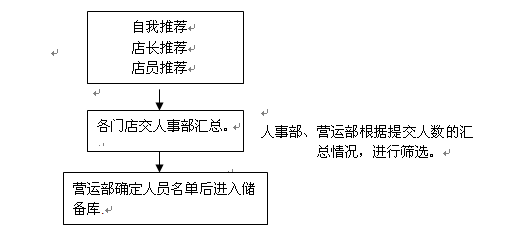 自我推荐
店长推荐
店员推荐
各门店交人事部汇总。
人事部、营运部根据提交人数的汇
总情况，进行筛选。
营运部确定人员名单后进入储
备库.